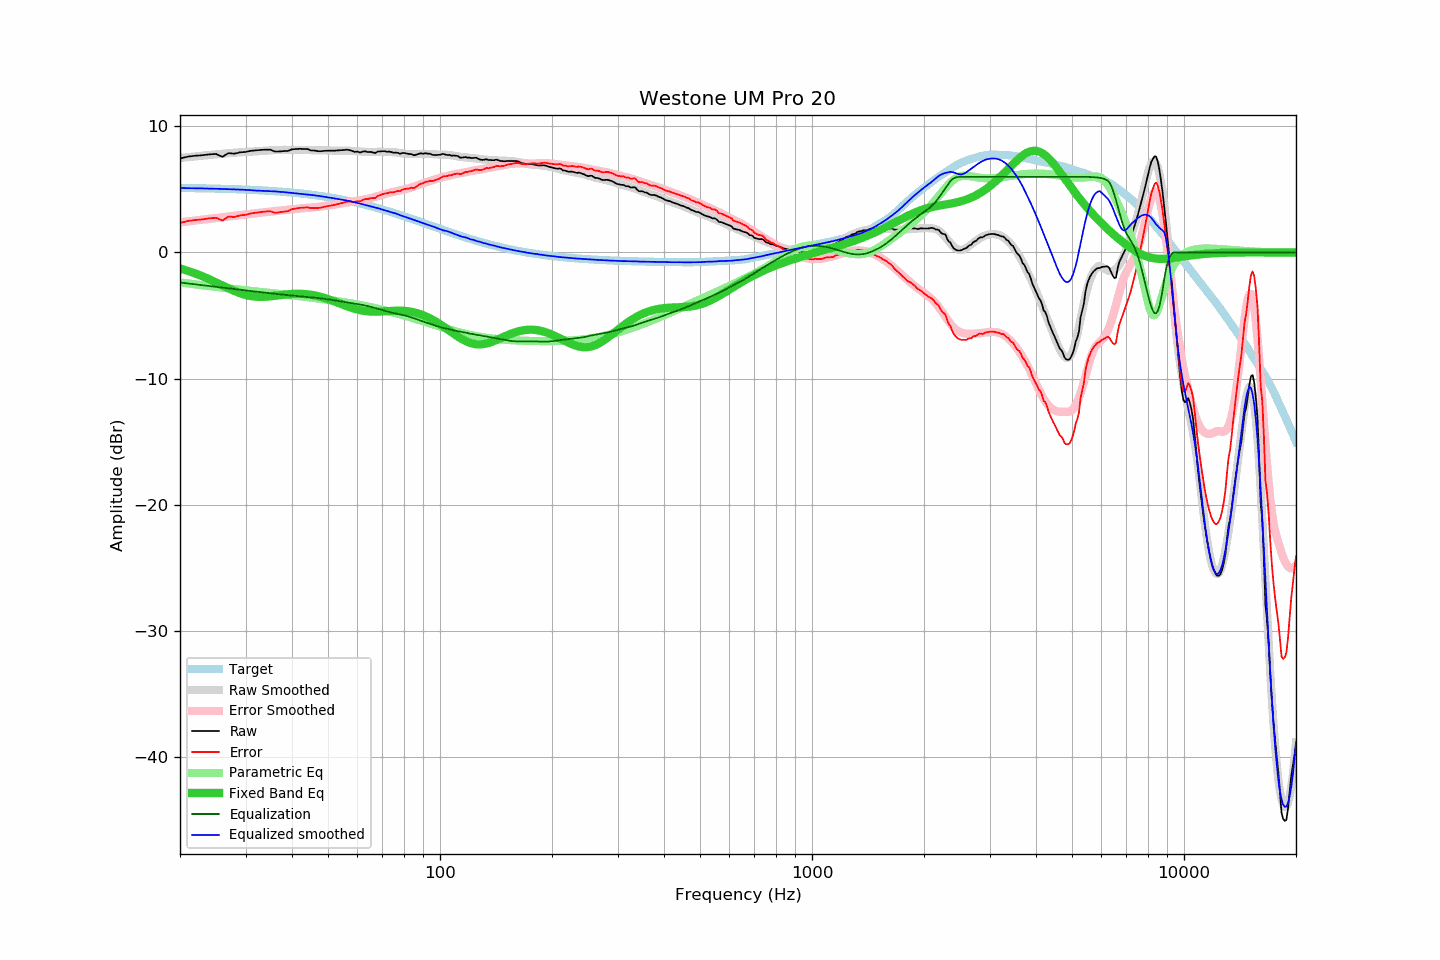 Westone UM Pro 20
10
0
−10
−20
−30
−40
Amplitude (dBr)
Target
Raw Smoothed
Error Smoothed
Raw
Error
Parametric Eq
Fixed Band Eq
Equalization
Equalized smoothed
100
1000
10000
Frequency (Hz)